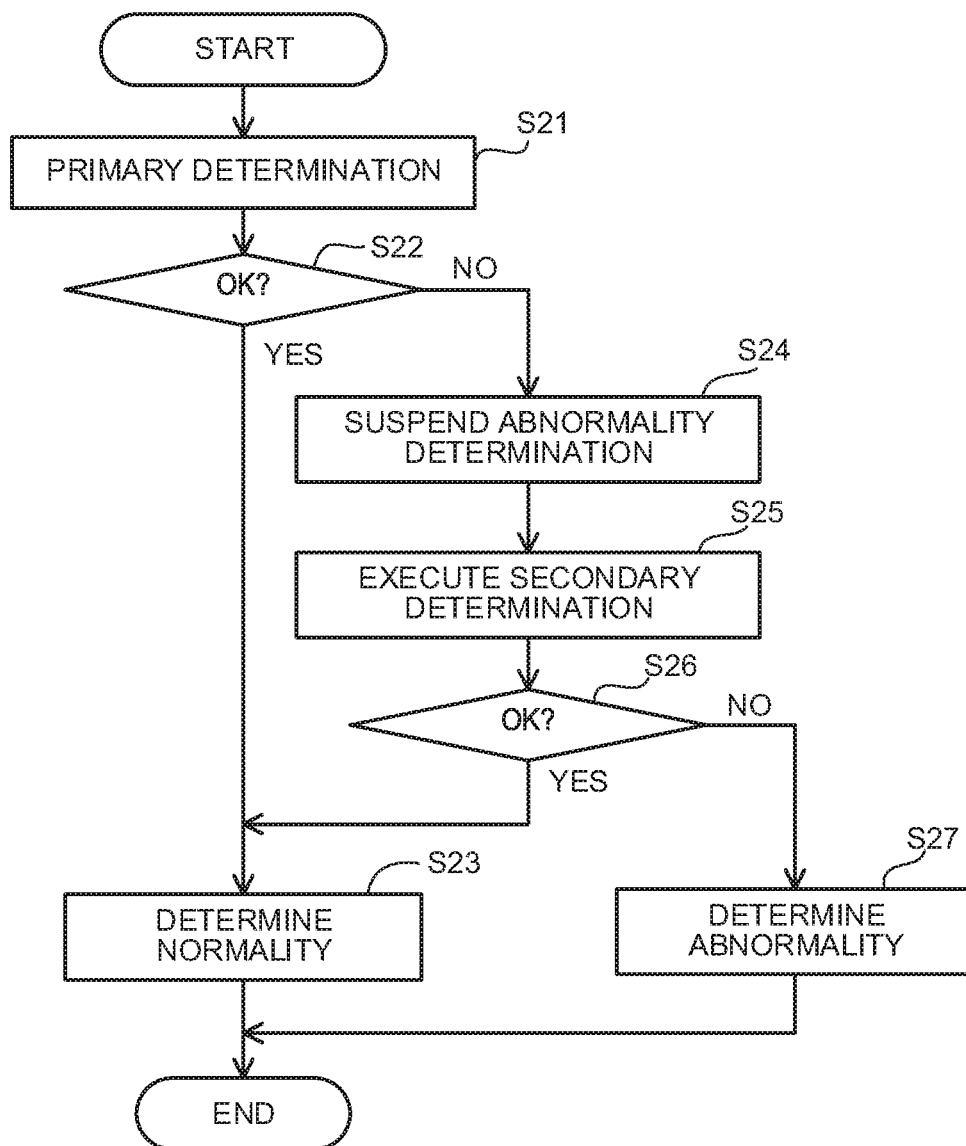 START
S21
PRIMARY DETERMINATION
S22
OK?
NO
YES
S24
SUSPEND ABNORMALITY
DETERMINATION
S25
EXECUTE SECONDARY
DETERMINATION
S26
OK?
NO
YES
S23
DETERMINE
NORMALITY
S27
DETERMINE
ABNORMALITY
END